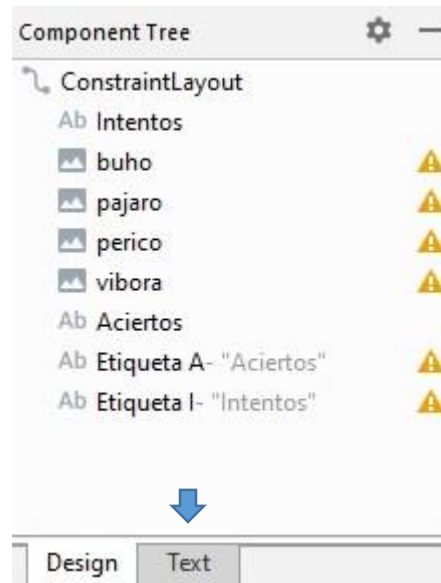 Component Tree
ConstraintLayout
Ab Intentos
buho
pajaro
perico
vibora
Ab Aciertos
Ab Etiqueta A- "Aciertos"
Ab Etiqueta I- "Intentos"
Design Text